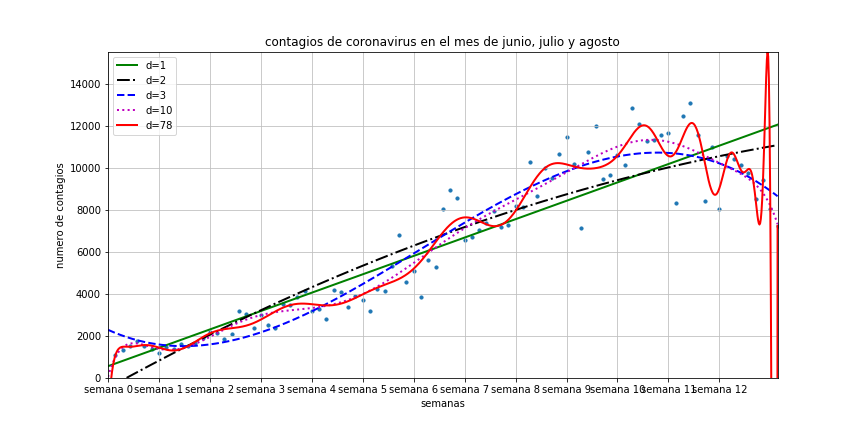 contagios de coronavirus en el mes de junio, julio y agosto
d=1
d=2
d=3
d=10
d=78
numero de contagios
14000
12000
10000
8000
6000
4000
2000
0
semana 0 semana 1 semana 2 semana 3 semana 4 semana 5 semana 6 semana 7 semana 8 semana 9 semana 10 semana 11 semana 12
semanas